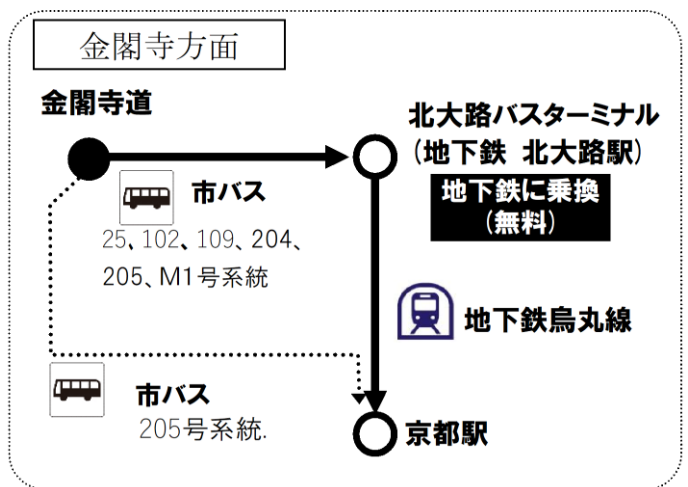 金閣寺方面
金閣寺道
北大路バスターミナル
(地下鉄 北大路駅)
地下鉄に乗換
(無料)
市バス
25、102、109、204、
205、M1号系統
地下鉄烏丸線
市バス
205号系統.
京都駅